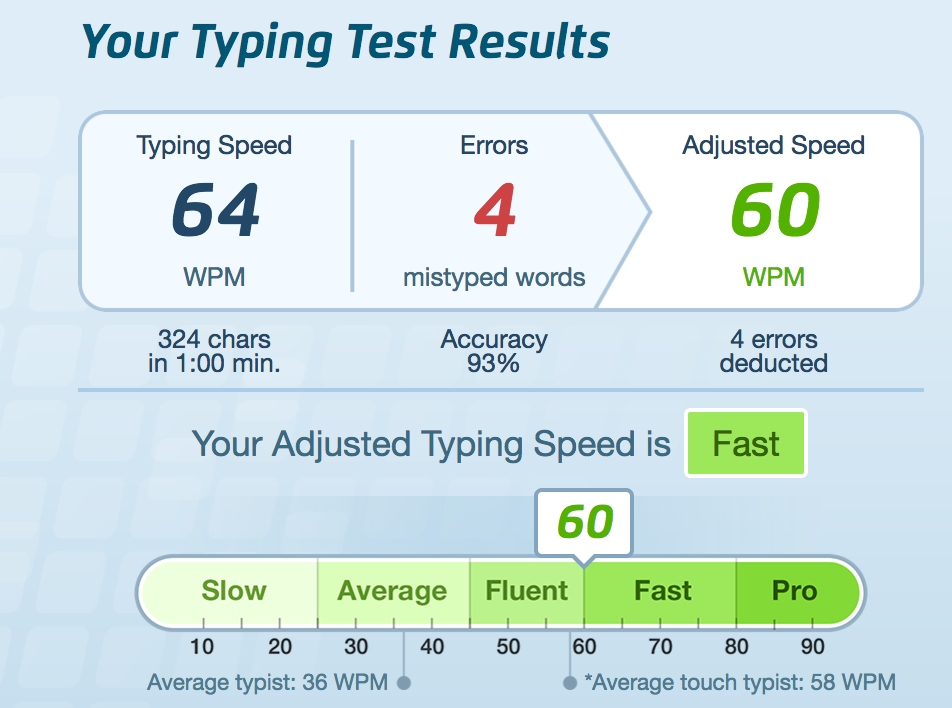 Your Typing Test Results
Typing Speed
64
WPM
Errors
4
mistyped words
Adjusted Speed
60
WPM
324 chars
in 1:00 min.
Accuracy
93%
4 errors
deducted
Your Adjusted Typing Speed is Fast
60
Slow Average Fluent Fast Pro
10 20 30 40 50 60 70 80 90
Average typist: 36 WPM
*Average touch typist: 58 WPM